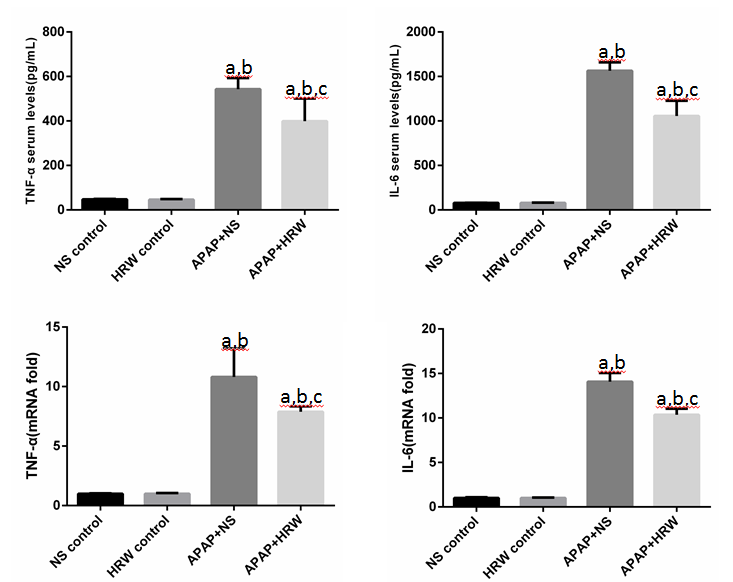 TNF-α serum levels(pg/mL)
800
600
400
200
0
a,b
a,b,c
NS control
HRW control
APAP+NS
APAP+HRW
IL-6 serum levels(pg/mL)
2000
1500
1000
500
0
a,b
a,b,c
NS control
HRW control
APAP+NS
APAP+HRW
TNF-α(mRNA fold)
15
10
5
0
a,b
a,b,c
NS control
HRW control
APAP+NS
APAP+HRW
IL-6(mRNA fold)
20
15
10
5
0
a,b
a,b,c
NS control
HRW control
APAP+NS
APAP+HRW